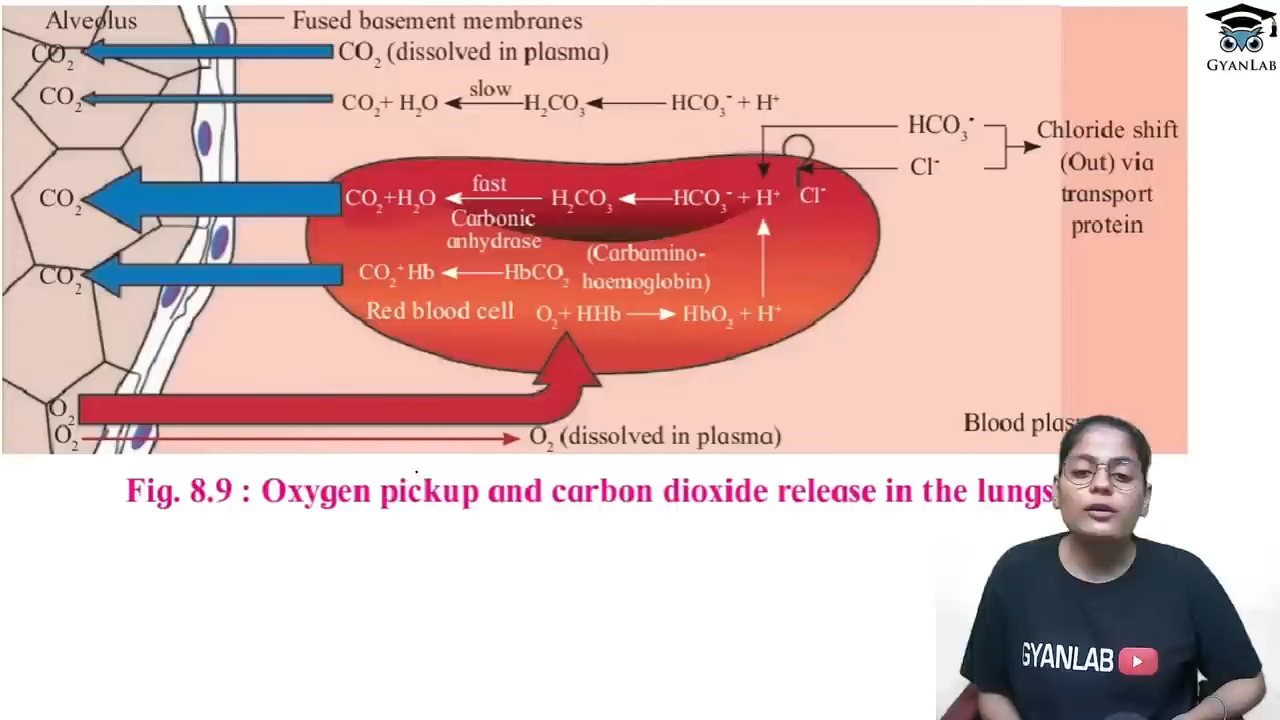 Alveolus
Fused basement membranes
GYANLAB
CO₂
CO₂ (dissolved in plasma)
CO₂
CO₂+ H₂O
slow
H₂CO₃
HCO₃⁻ + H⁺
HCO₃⁻
Cl⁻
Chloride shift
(Out) via
transport
protein
CO₂
CO₂+H₂O
fast
Carbonic
anhydrase
H₂CO₃
HCO₃⁻ + H⁺
Cl⁻
CO₂
CO₂⁺Hb
HbCO₂
(Carbamino-
haemoglobin)
Red blood cell
O₂+ HHb
HbO₂ + H⁺
O₂
O₂
O₂ (dissolved in plasma)
Blood plas
Fig. 8.9 : Oxygen pickup and carbon dioxide release in the lungs
GYANLAB